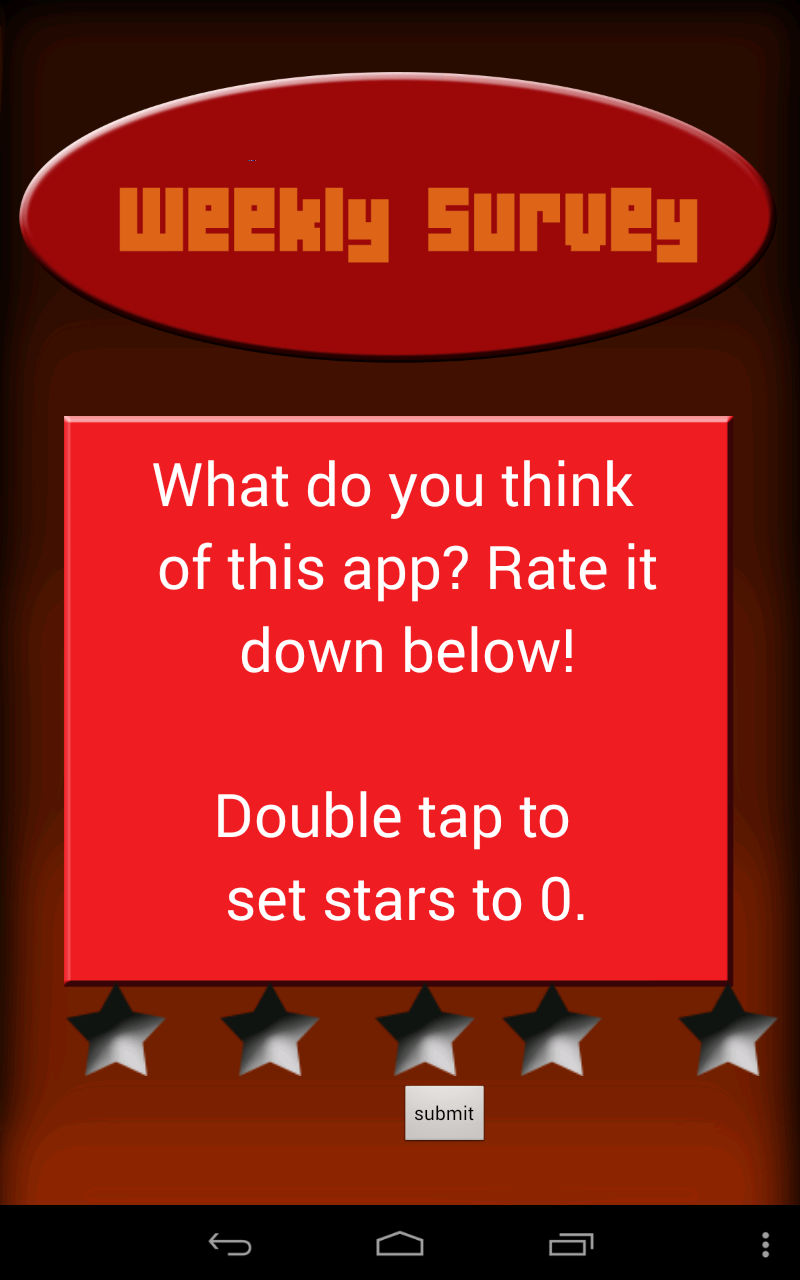 Weekly Survey
What do you think
of this app? Rate it
down below!
Double tap to
set stars to 0.
submit